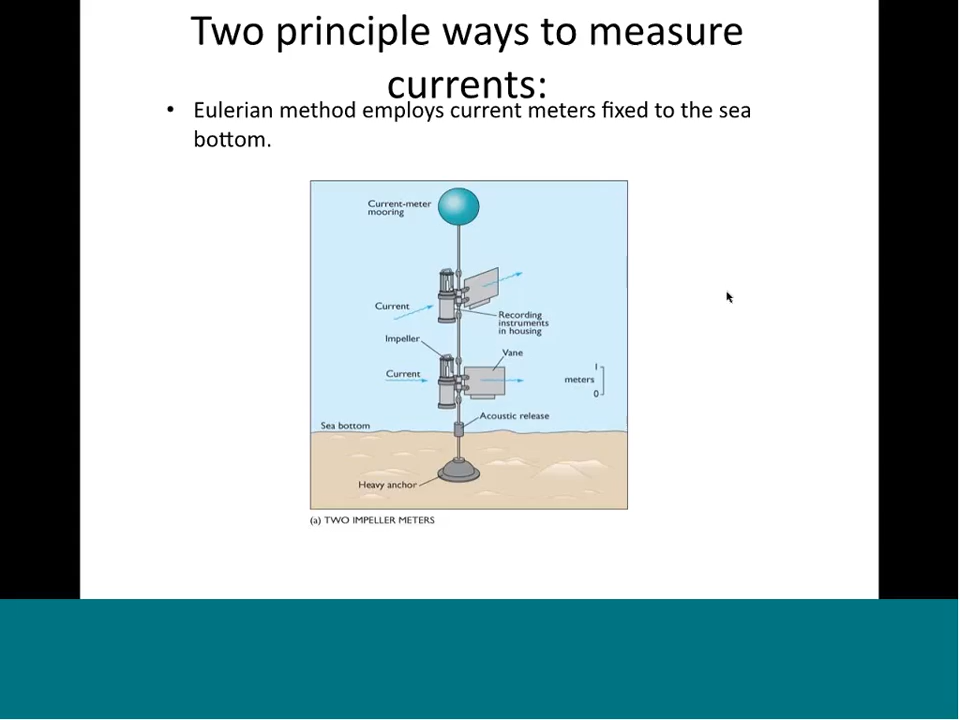 Two principle ways to measure
currents:
• Eulerian method employs current meters fixed to the sea
bottom.
Current-meter
mooring
Current
Recording
instruments
in housing
Impeller
Vane
Current
1
meters
0
Acoustic release
Sea bottom
Heavy anchor
(a) TWO IMPELLER METERS